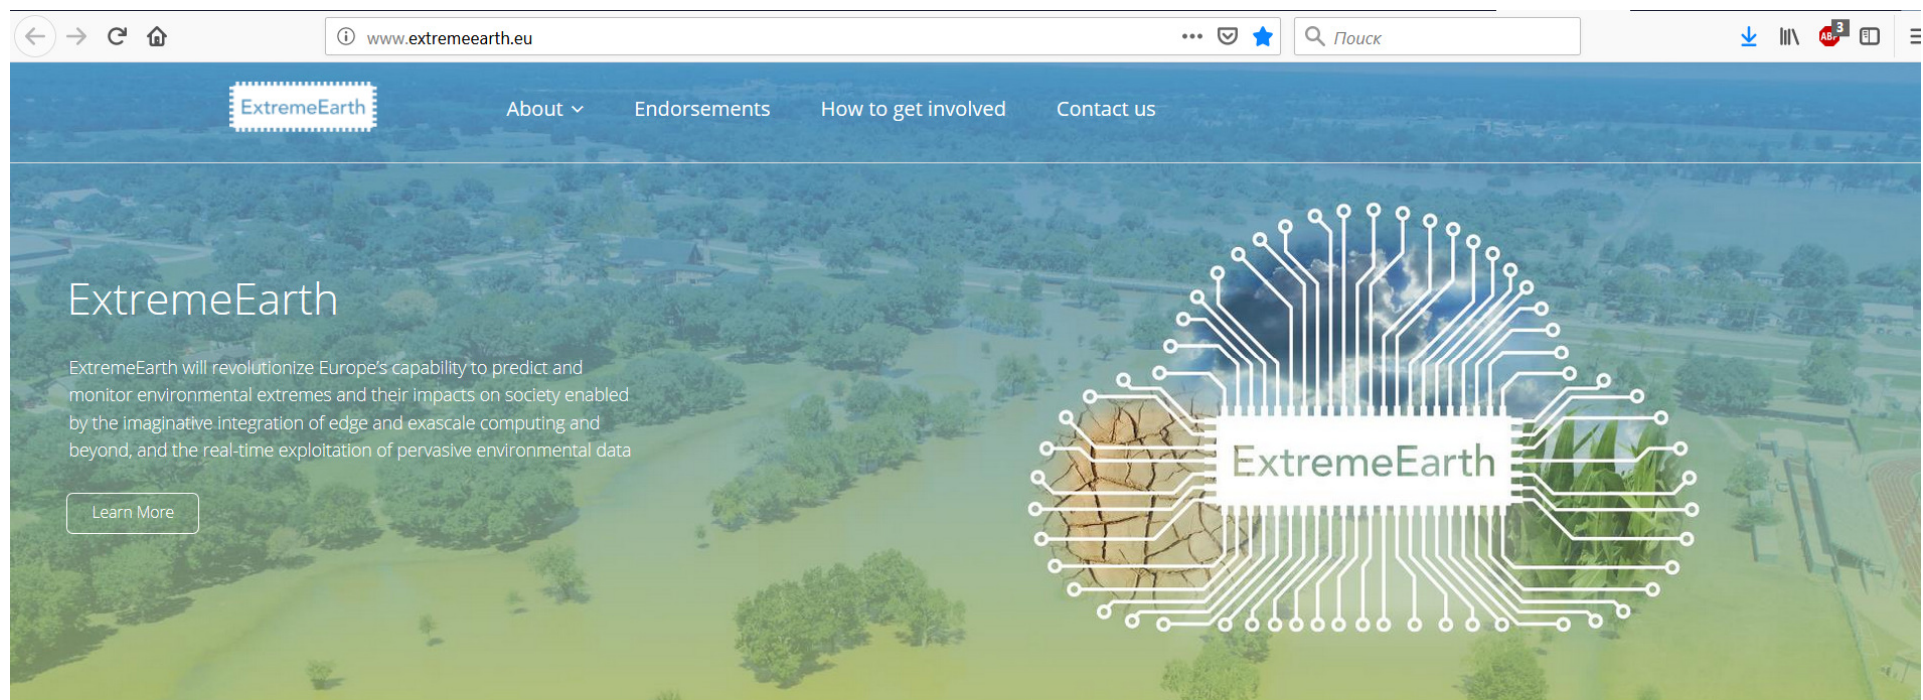 www.extremeearth.eu
Поиск
ABP 3
ExtremeEarth
About
Endorsements
How to get involved
Contact us
ExtremeEarth
ExtremeEarth will revolutionize Europe's capability to predict and
monitor environmental extremes and their impacts on society enabled
by the imaginative integration of edge and exascale computing and
beyond, and the real-time exploitation of pervasive environmental data
Learn More
ExtremeEarth